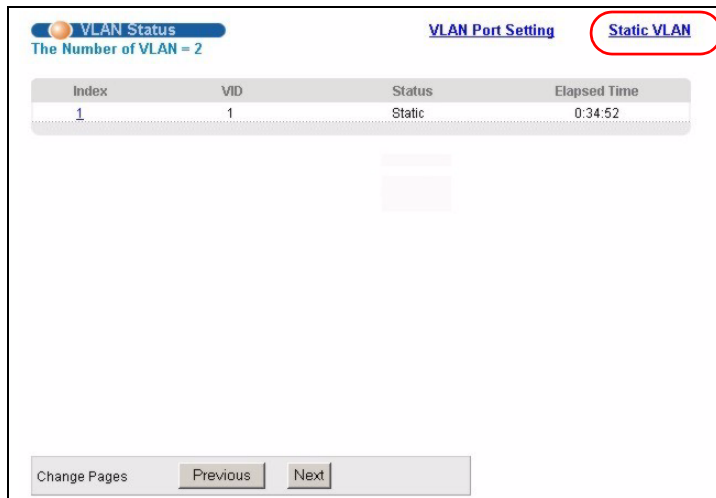 VLAN Status
VLAN Port Setting
Static VLAN
The Number of VLAN = 2
Index VID Status Elapsed Time
1 1 Static 0:34:52
Change Pages Previous Next